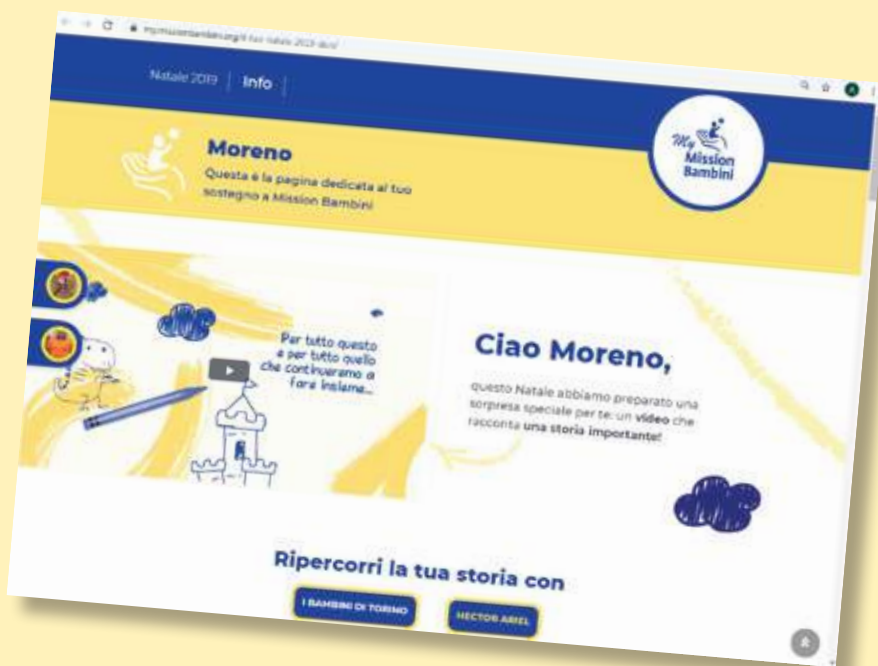 Natale 2019 | Info |
My
Mission
Bambini
Moreno
Questa è la pagina dedicata al tuo
sostegno a Mission Bambini
Per tutto questo
e per tutto quello
che continueremo a
fare insieme...
Ciao Moreno,
questo Natale abbiamo preparato una
sorpresa speciale per te: un video che
racconta una storia importante!
Ripercorri la tua storia con
I BAMBINI DI TORINO
HECTOR ARIEL